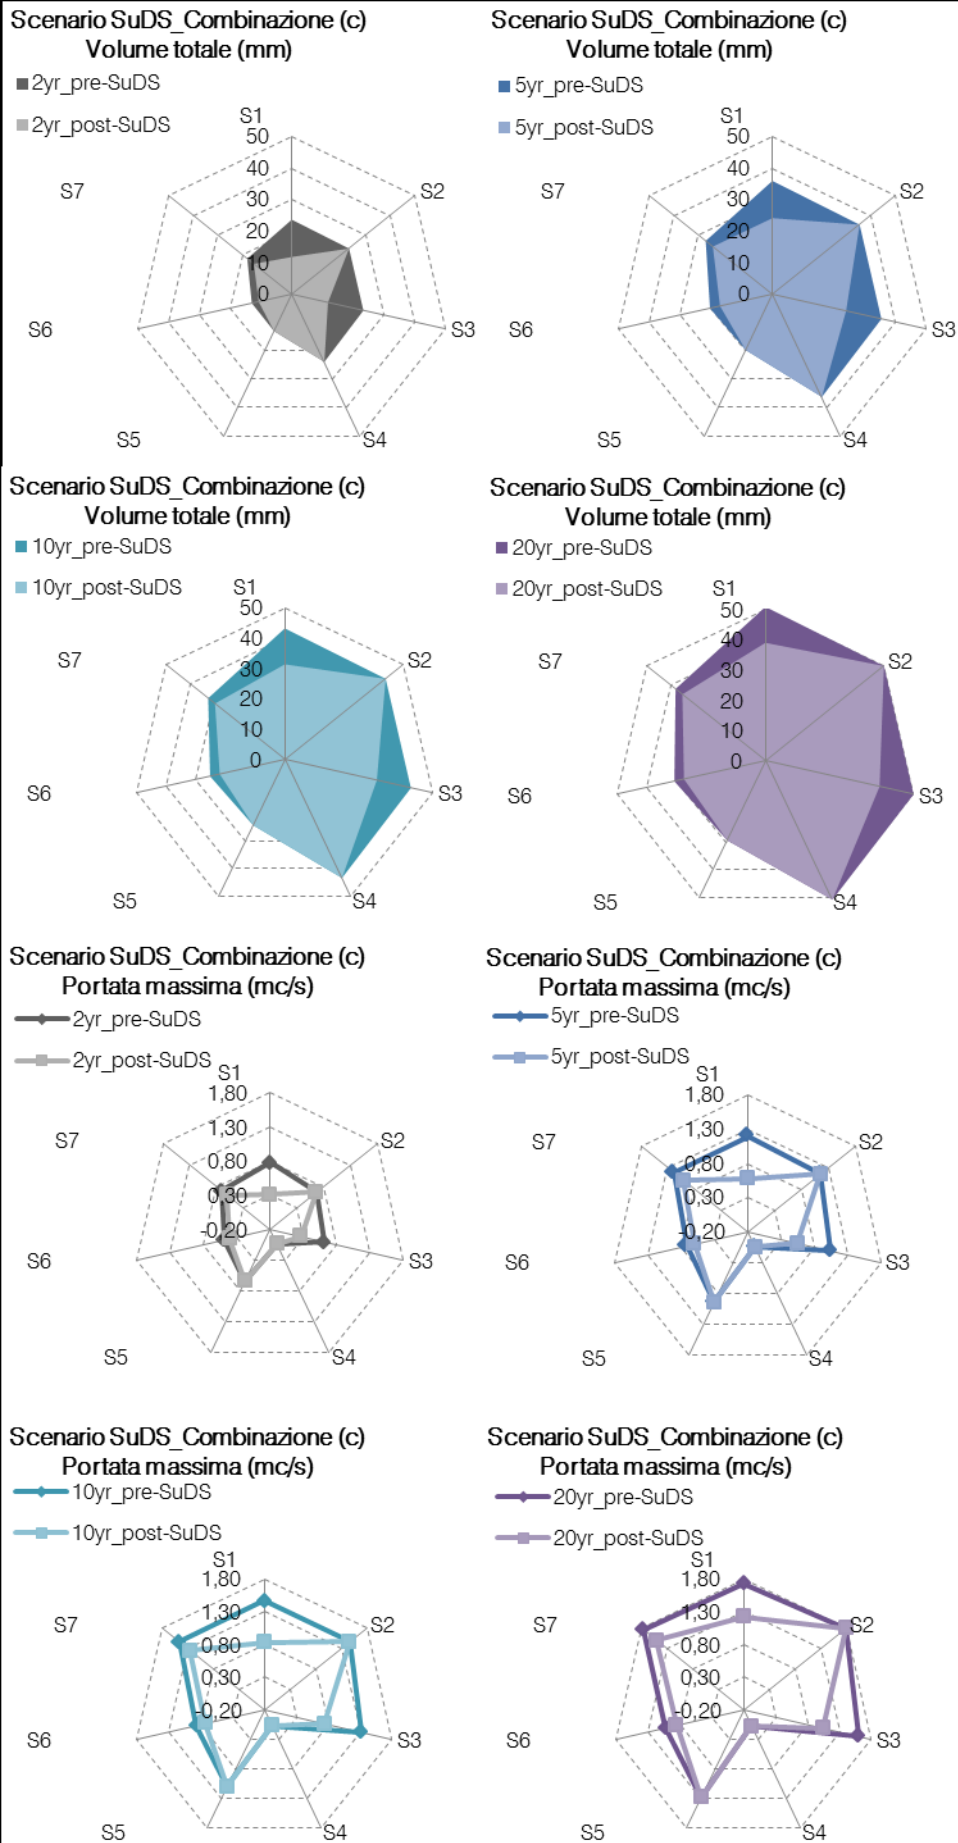 Scenario SuDS_Combinazione (c)
Volume totale (mm)
2yr_pre-SuDS
2yr_post-SuDS
S1
50
40
30
20
10
0
S2
S3
S4
S5
S6
S7
Scenario SuDS_Combinazione (c)
Volume totale (mm)
5yr_pre-SuDS
5yr_post-SuDS
S1
50
40
30
20
10
0
S2
S3
S4
S5
S6
S7
Scenario SuDS_Combinazione (c)
Volume totale (mm)
10yr_pre-SuDS
10yr_post-SuDS
S1
50
40
30
20
10
0
S2
S3
S4
S5
S6
S7
Scenario SuDS_Combinazione (c)
Volume totale (mm)
20yr_pre-SuDS
20yr_post-SuDS
S1
50
40
30
20
10
0
S2
S3
S4
S5
S6
S7
Scenario SuDS_Combinazione (c)
Portata massima (mc/s)
2yr_pre-SuDS
2yr_post-SuDS
S1
1,80
1,30
0,80
0,30
-0,20
S2
S3
S4
S5
S6
S7
Scenario SuDS_Combinazione (c)
Portata massima (mc/s)
5yr_pre-SuDS
5yr_post-SuDS
S1
1,80
1,30
0,80
0,30
-0,20
S2
S3
S4
S5
S6
S7
Scenario SuDS_Combinazione (c)
Portata massima (mc/s)
10yr_pre-SuDS
10yr_post-SuDS
S1
1,80
1,30
0,80
0,30
-0,20
S2
S3
S4
S5
S6
S7
Scenario SuDS_Combinazione (c)
Portata massima (mc/s)
20yr_pre-SuDS
20yr_post-SuDS
S1
1,80
1,30
0,80
0,30
-0,20
S2
S3
S4
S5
S6
S7